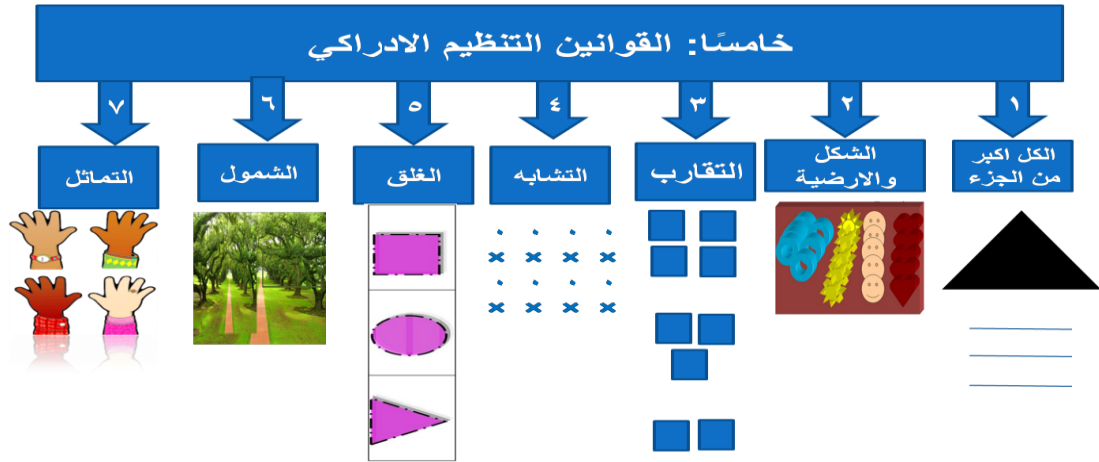 خامسًا: القوانين التنظيم الادراكي
١
٢
٣
٤
٥
٦
٧
الكل اكبر
من الجزء
الشكل
والارضية
التقارب
التشابه
الغلق
الشمول
التماثل